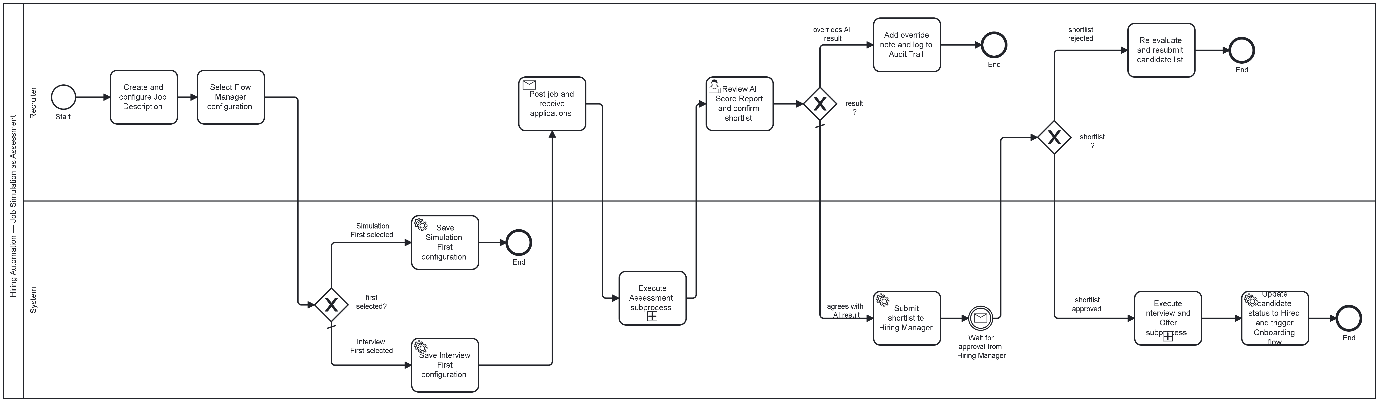 Hiring Automation — Job Simulation as Assessment
Recruiter
Start
Create and
configure Job
Description
Select Flow
Manager
configuration
Post job and
receive
applications
Review AI
Score Report
and confirm
shortlist
overrides AI
result
result
?
Add override
note and log to
Audit Trail
End
shortlist
rejected
shortlist
?
Re-evaluate
and resubmit
candidate list
End
System
first
selected?
Simulation
First selected
Save
Simulation
First
configuration
End
Interview
First selected
Save Interview
First
configuration
Execute
Assessment
subprocess
agrees with
AI result
Submit
shortlist to
Hiring Manager
Wait for
approval from
Hiring Manager
shortlist
approved
Execute
Interview and
Offer
subprocess
Update
candidate
status to Hired
and trigger
Onboarding
flow
End